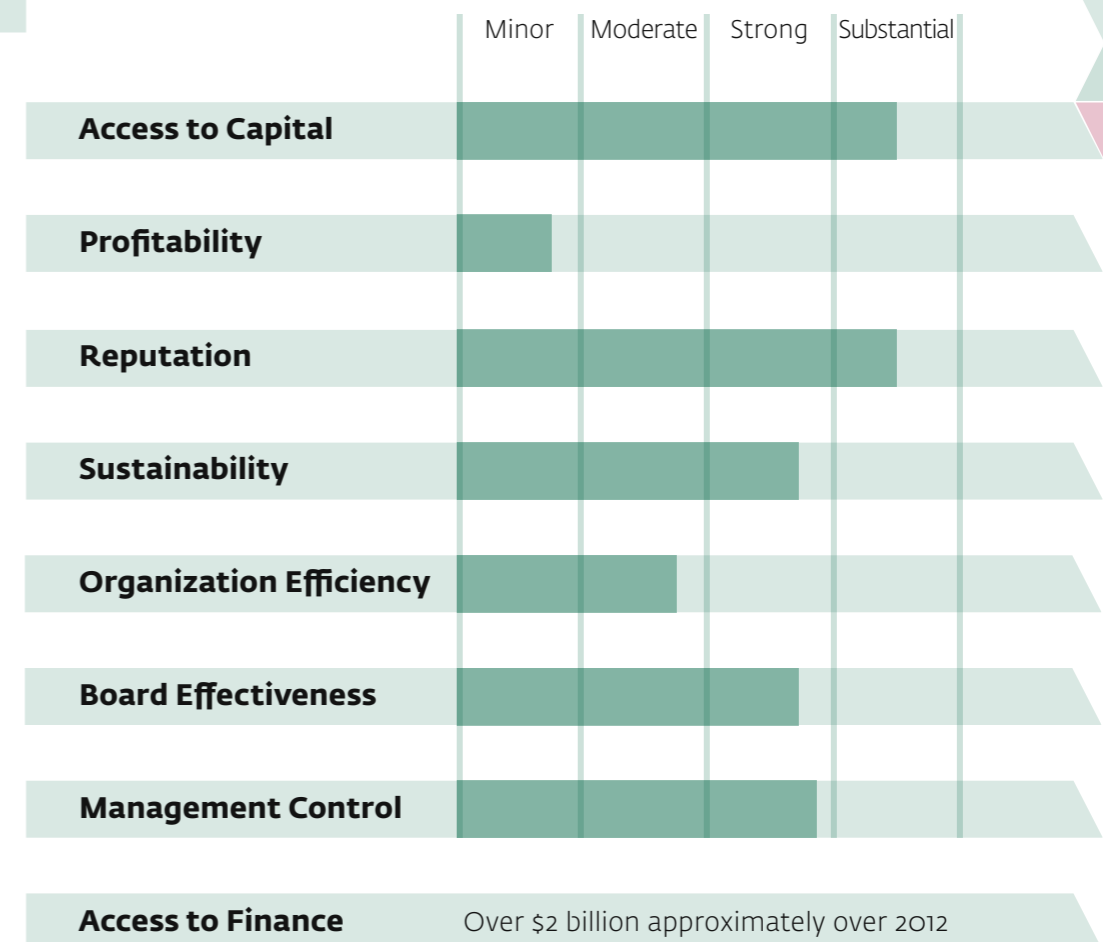 Minor Moderate Strong Substantial
Access to Capital
Profitability
Reputation
Sustainability
Organization Efficiency
Board Effectiveness
Management Control
Access to Finance Over $2 billion approximately over 2012